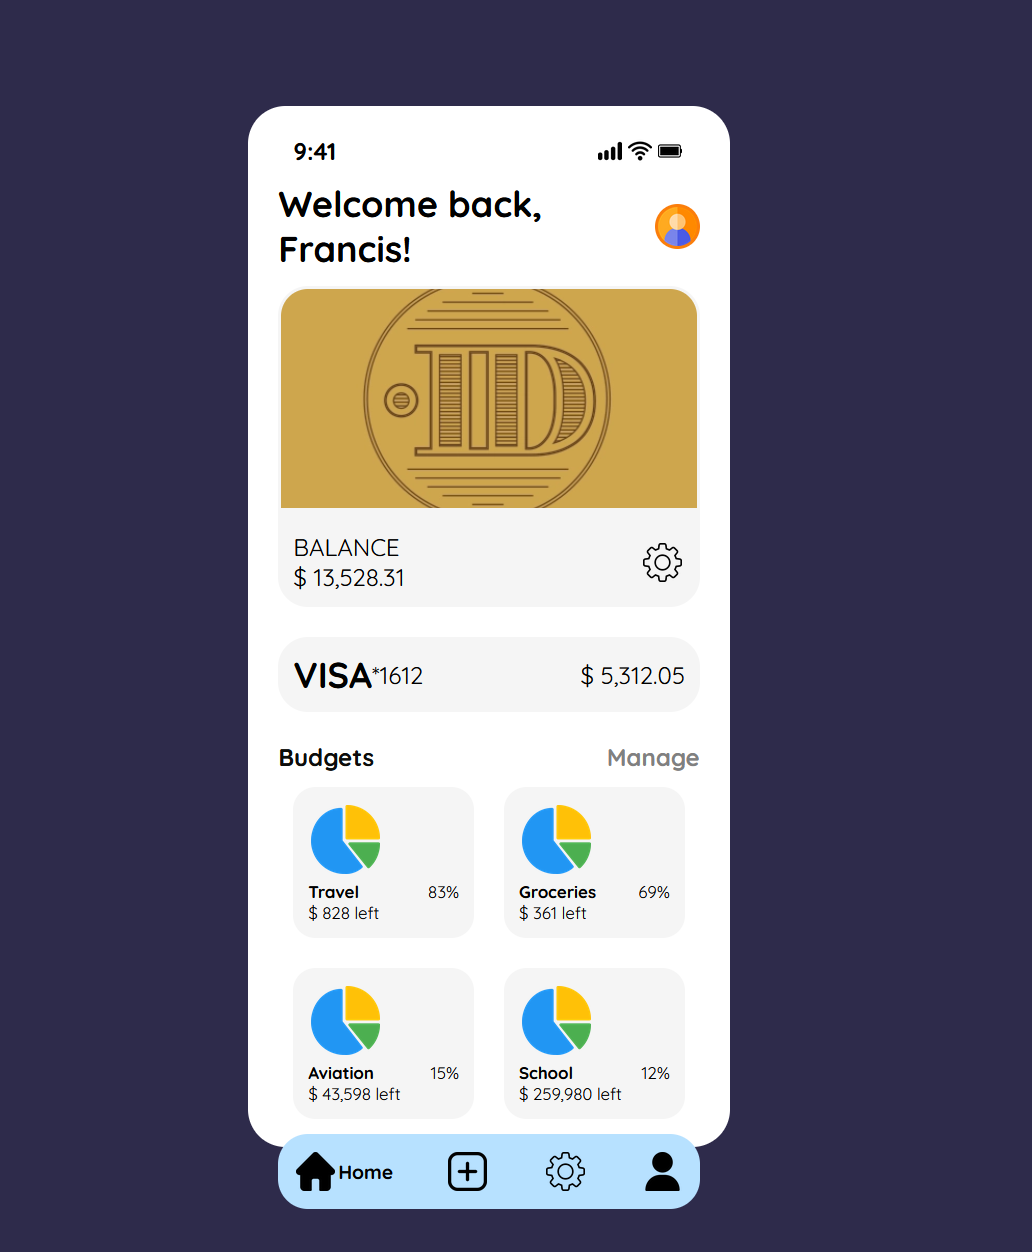 9:41
Welcome back,
Francis!
ID
BALANCE
$ 13,528.31
VISA*1612 $ 5,312.05
Budgets Manage
Travel 83%
$ 828 left
Groceries 69%
$ 361 left
Aviation 15%
$ 43,598 left
School 12%
$ 259,980 left
Home